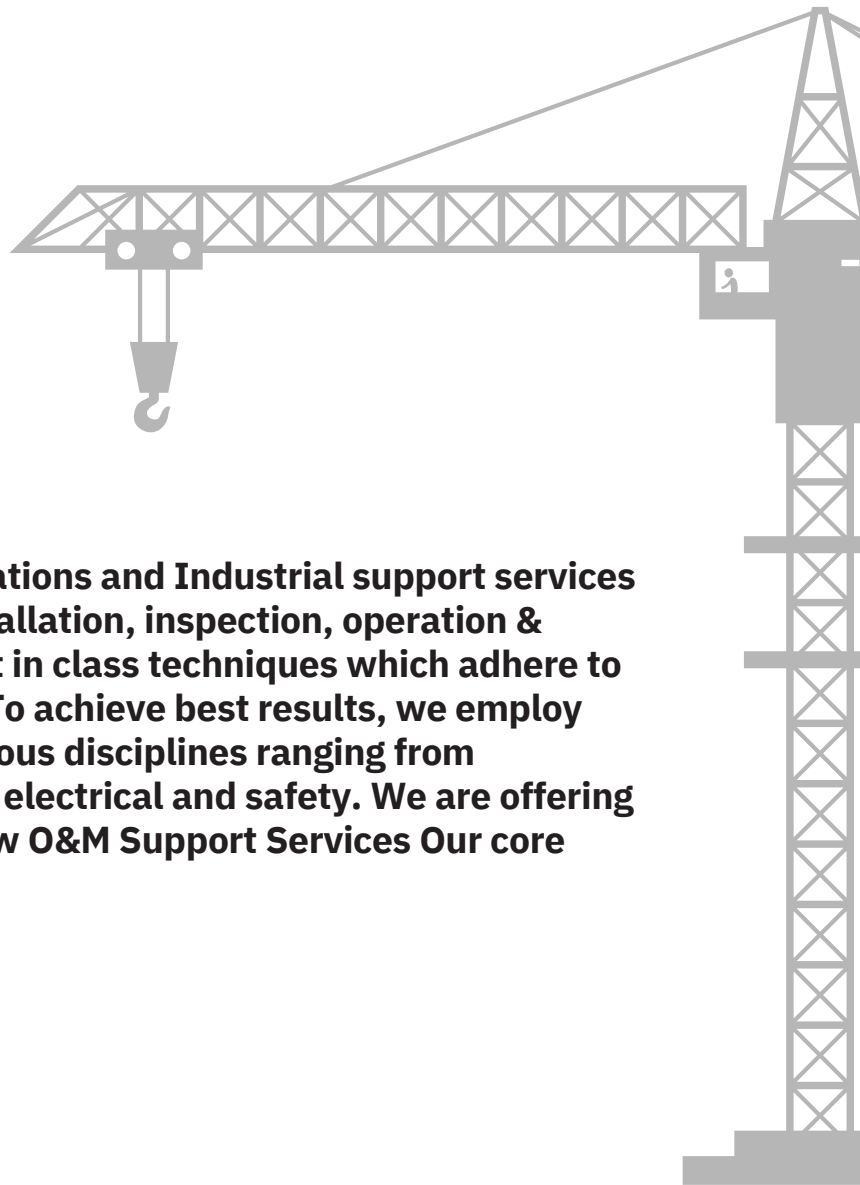 ations and Industrial support services
allation, inspection, operation &
t in class techniques which adhere to
To achieve best results, we employ
ous disciplines ranging from
electrical and safety. We are offering
w O&M Support Services Our core